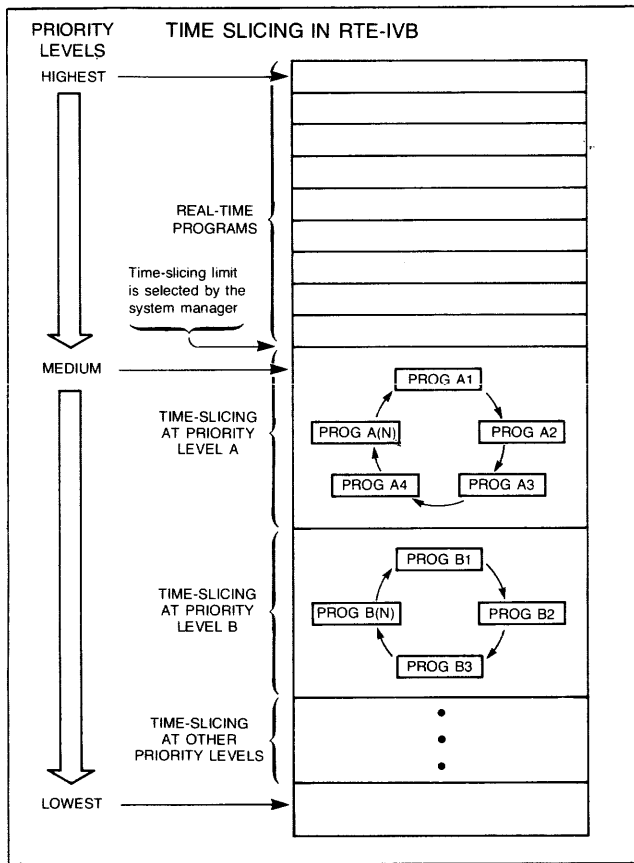 TIME SLICING IN RTE-IVB
PRIORITY
LEVELS
HIGHEST
REAL-TIME
PROGRAMS
Time-slicing limit
is selected by the
system manager
MEDIUM
TIME-SLICING
AT PRIORITY
LEVEL A
PROG A1
PROG A2
PROG A3
PROG A4
PROG A(N)
TIME-SLICING
AT PRIORITY
LEVEL B
PROG B1
PROG B2
PROG B3
PROG B(N)
TIME-SLICING
AT OTHER
PRIORITY LEVELS
LOWEST